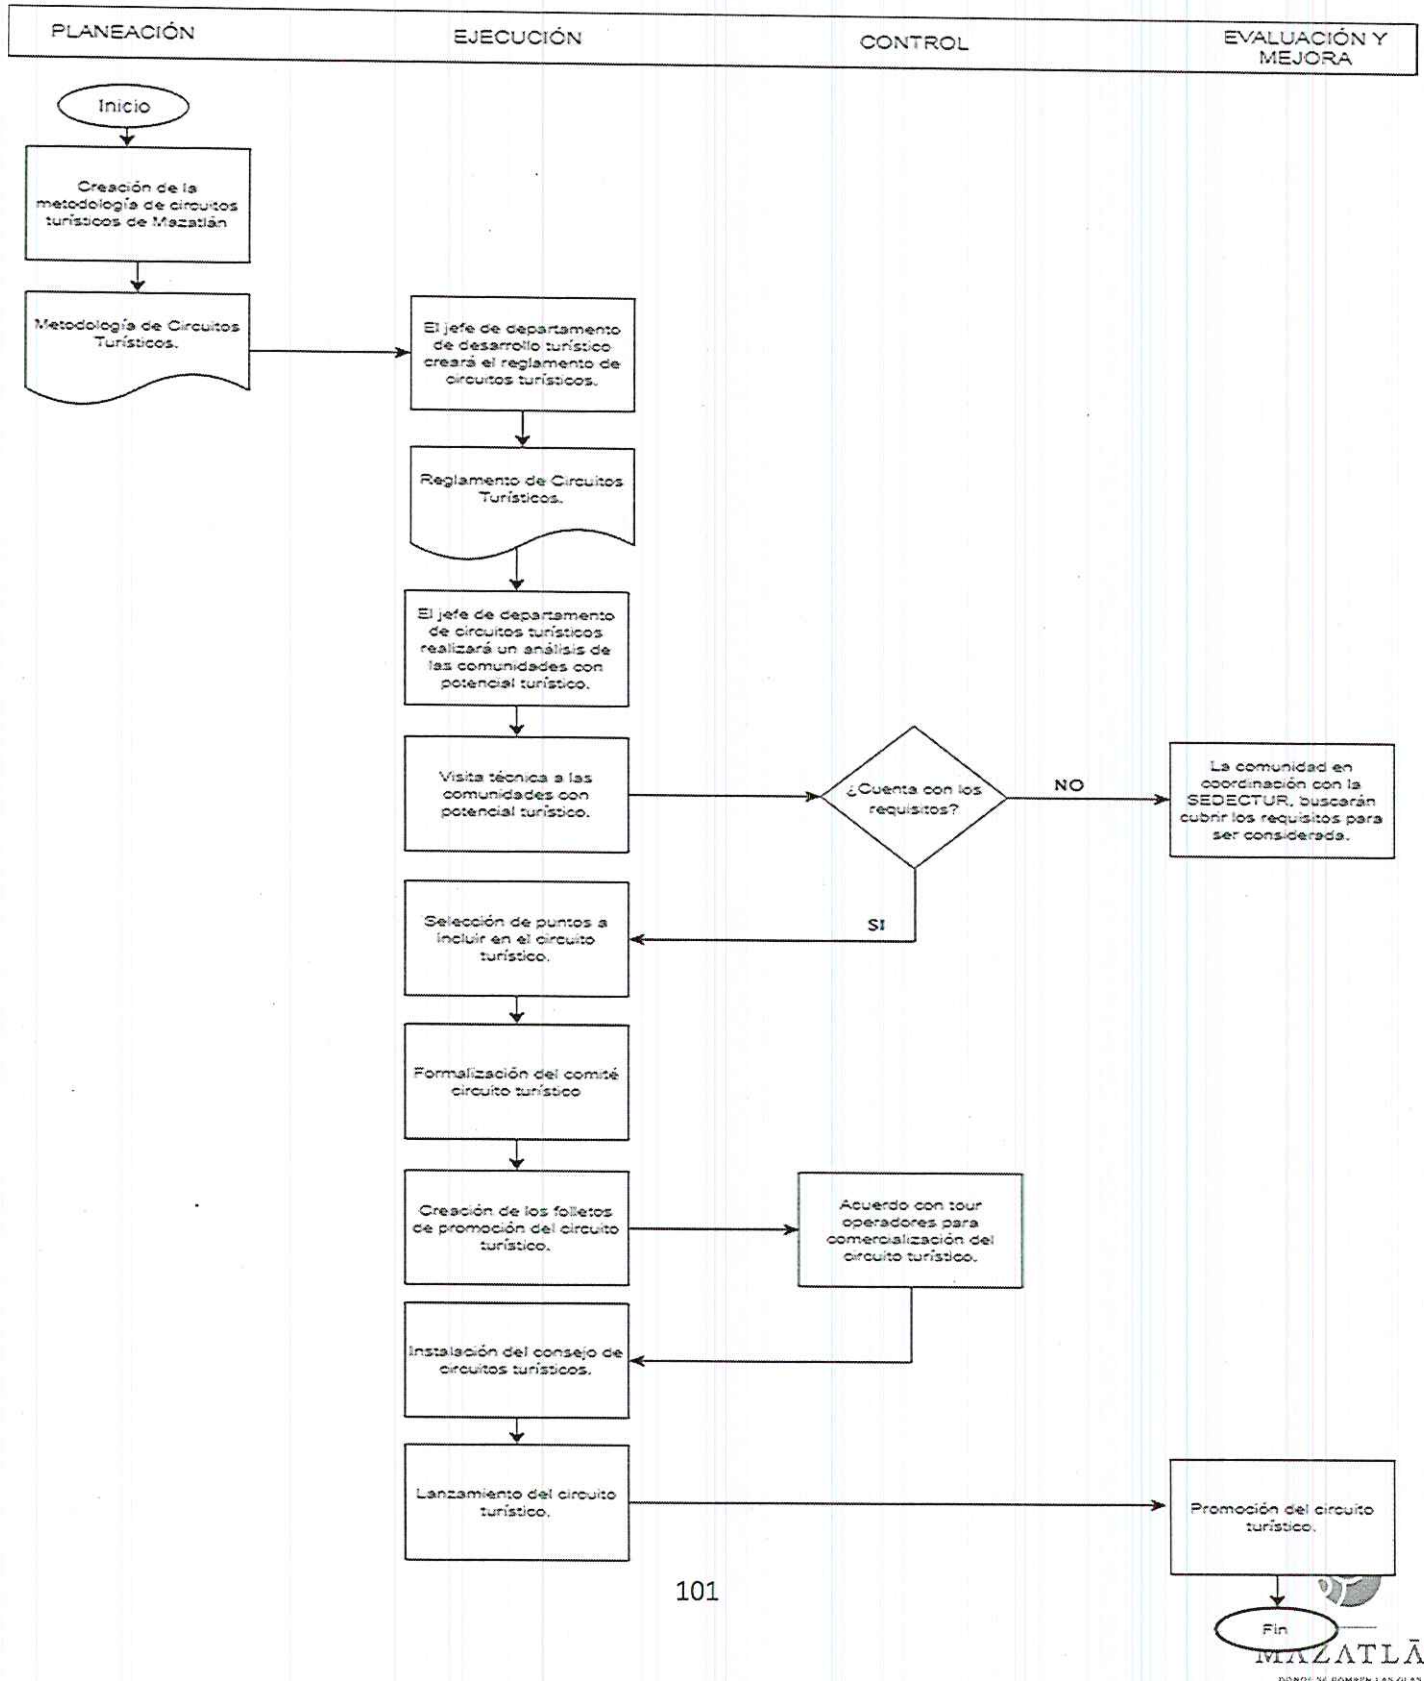 PLANEACIÓN
EJECUCIÓN
CONTROL
EVALUACIÓN Y
MEJORA
Inicio
Creación de la
metodología de circuitos
turísticos de Mazatlán
Metodología de Circuitos
Turísticos.
El jefe de departamento
de desarrollo turístico
creará el reglamento de
circuitos turísticos.
Reglamento de Circuitos
Turísticos.
El jefe de departamento
de circuitos turísticos
realizará un análisis de
las comunidades con
potencial turístico.
Visita técnica a las
comunidades con
potencial turístico.
¿Cuenta con los
requisitos?
NO
La comunidad en
coordinación con la
SEDECTUR, buscarán
cubrir los requisitos para
ser considerada.
SI
Selección de puntos a
incluir en el circuito
turístico.
Formalización del comité
circuito turístico
Creación de los folletos
de promoción del circuito
turístico.
Acuerdo con tour
operadores para
comercialización del
circuito turístico.
Instalación del consejo de
circuitos turísticos.
Lanzamiento del circuito
turístico.
Promoción del circuito
turístico.
101
Fin
MAZATLÁ
DONDE SE ROMPEN LAS OLAS